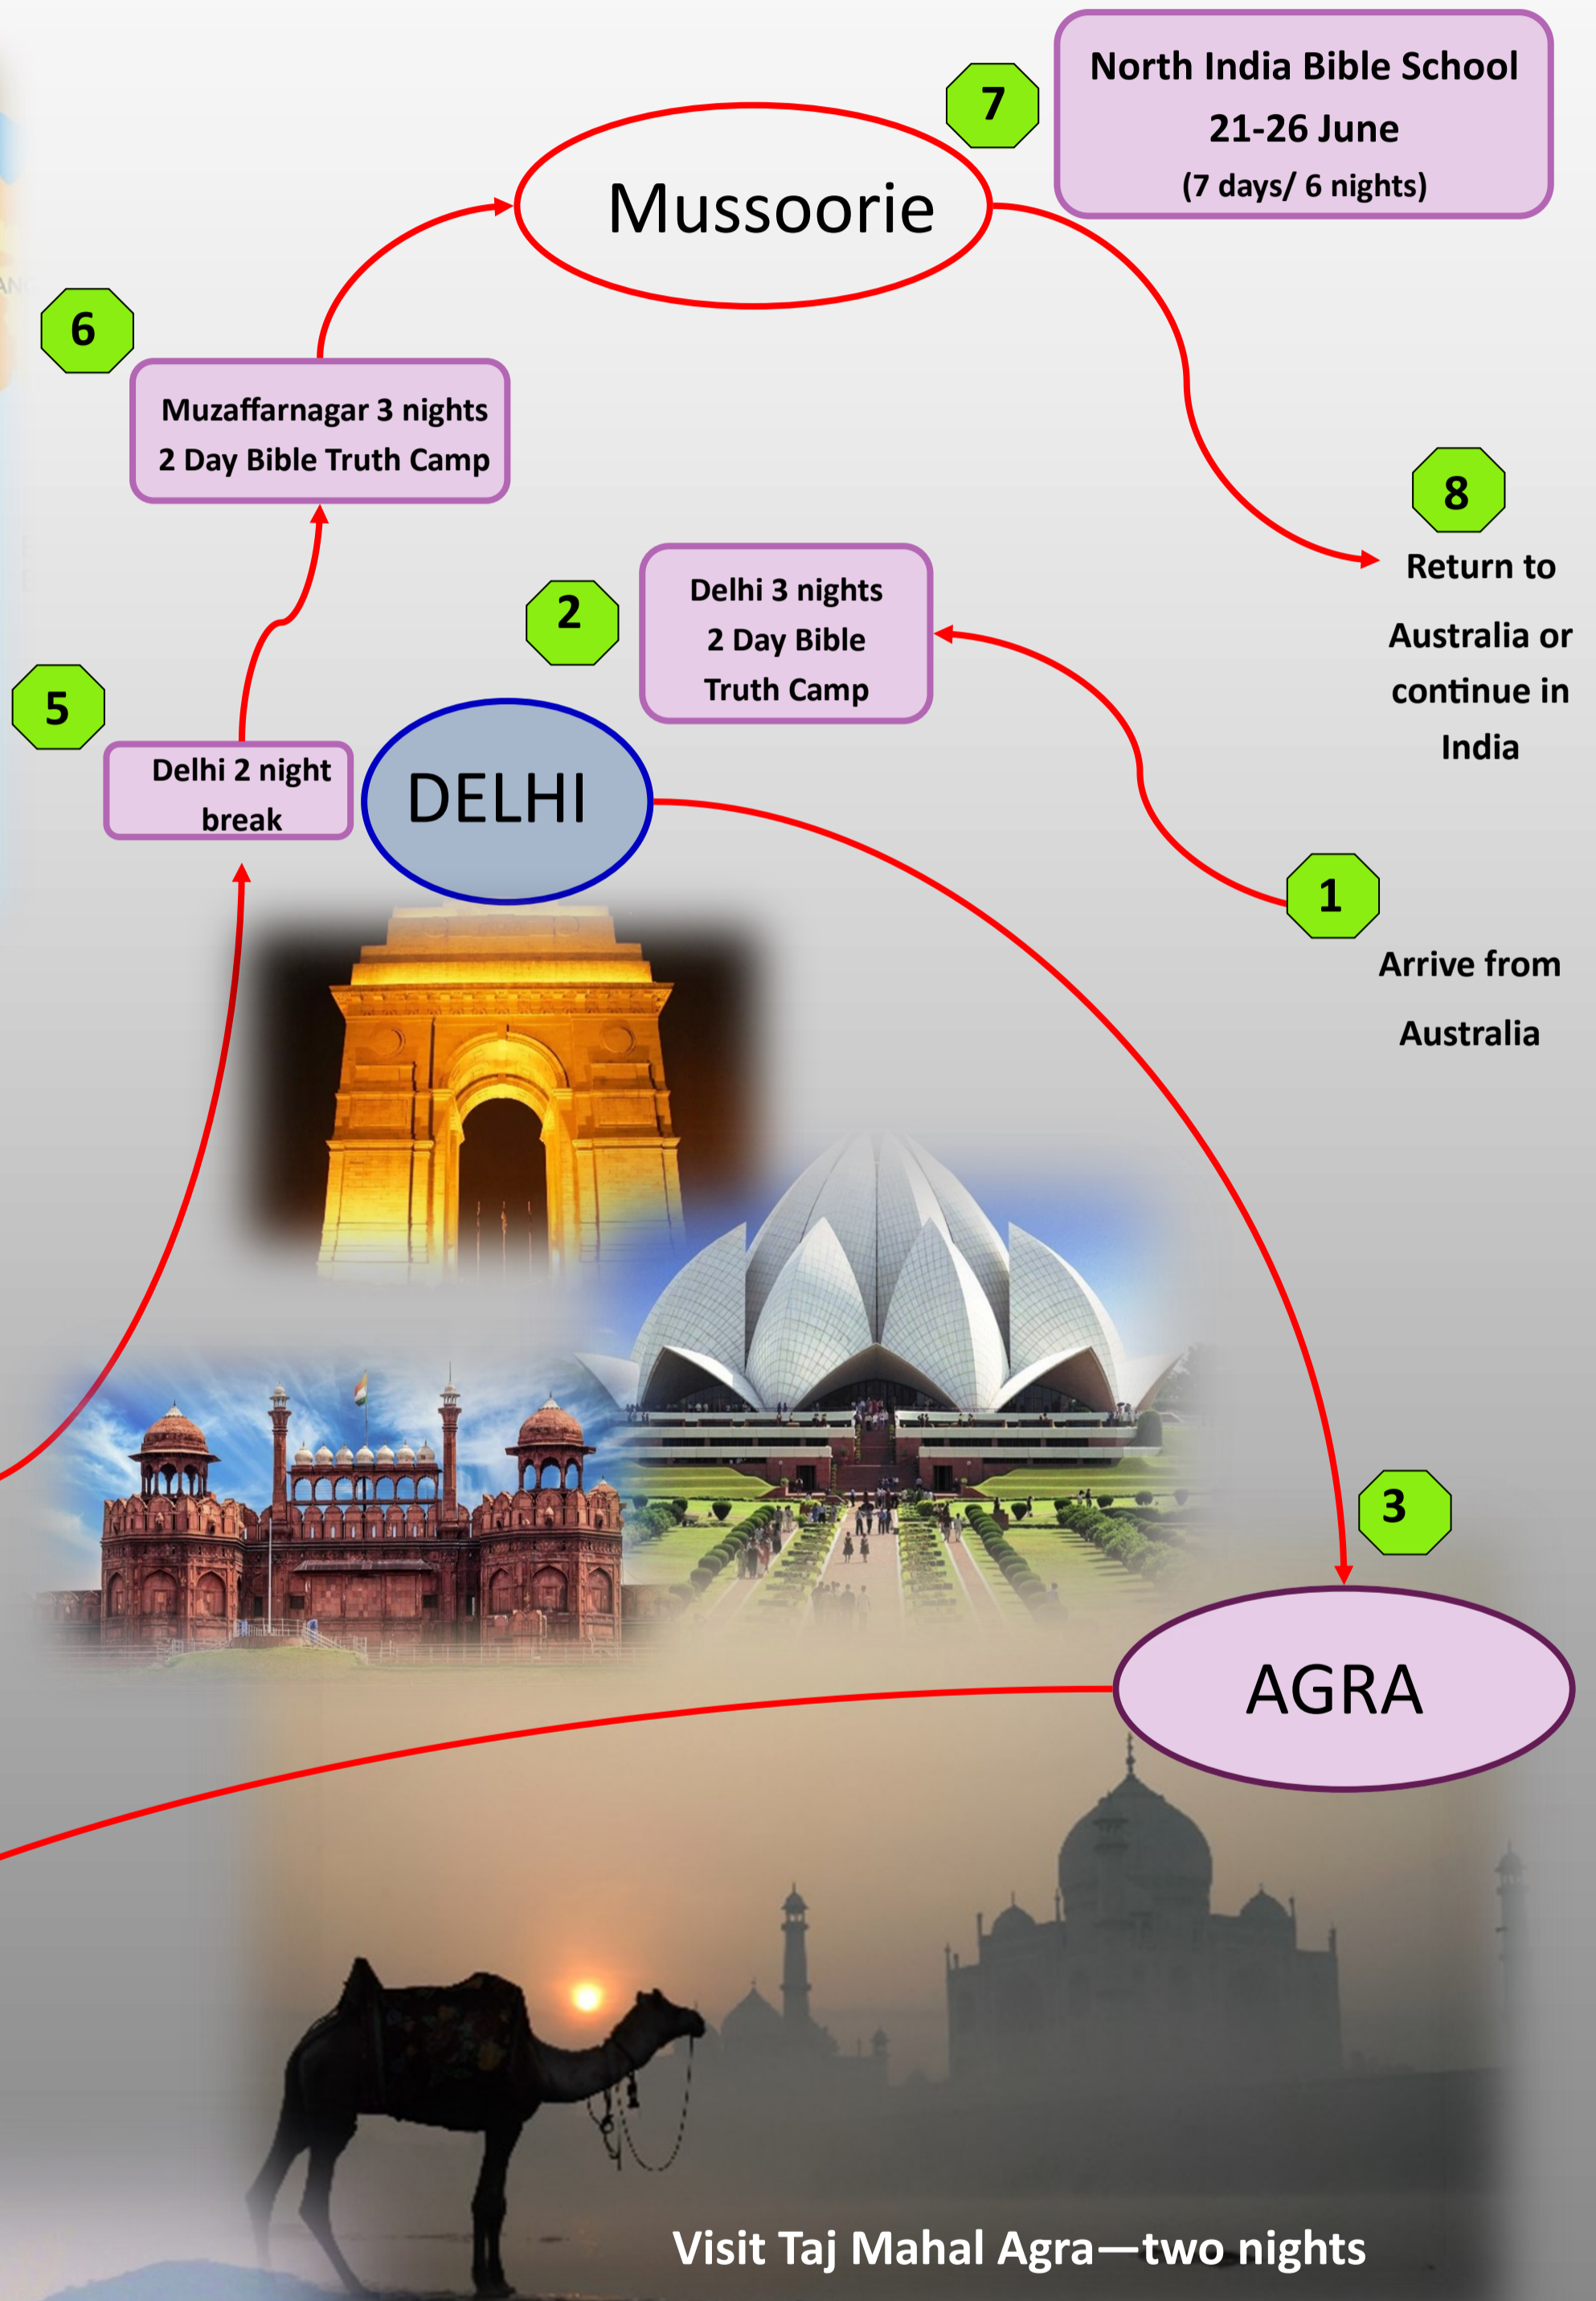 7
North India Bible School
21-26 June
(7 days/ 6 nights)
Mussoorie
6
Muzaffarnagar 3 nights
2 Day Bible Truth Camp
8
Return to
Australia or
continue in
India
2
Delhi 3 nights
2 Day Bible
Truth Camp
5
Delhi 2 night
break
DELHI
1
Arrive from
Australia
3
AGRA
Visit Taj Mahal Agra—two nights